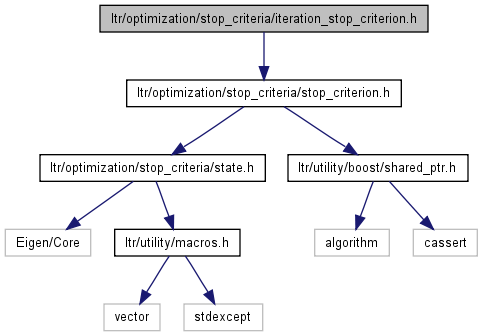 ltr/optimization/stop_criteria/iteration_stop_criterion.h
ltr/optimization/stop_criteria/stop_criterion.h
ltr/optimization/stop_criteria/state.h
ltr/utility/boost/shared_ptr.h
Eigen/Core
ltr/utility/macros.h
algorithm
cassert
vector
stdexcept